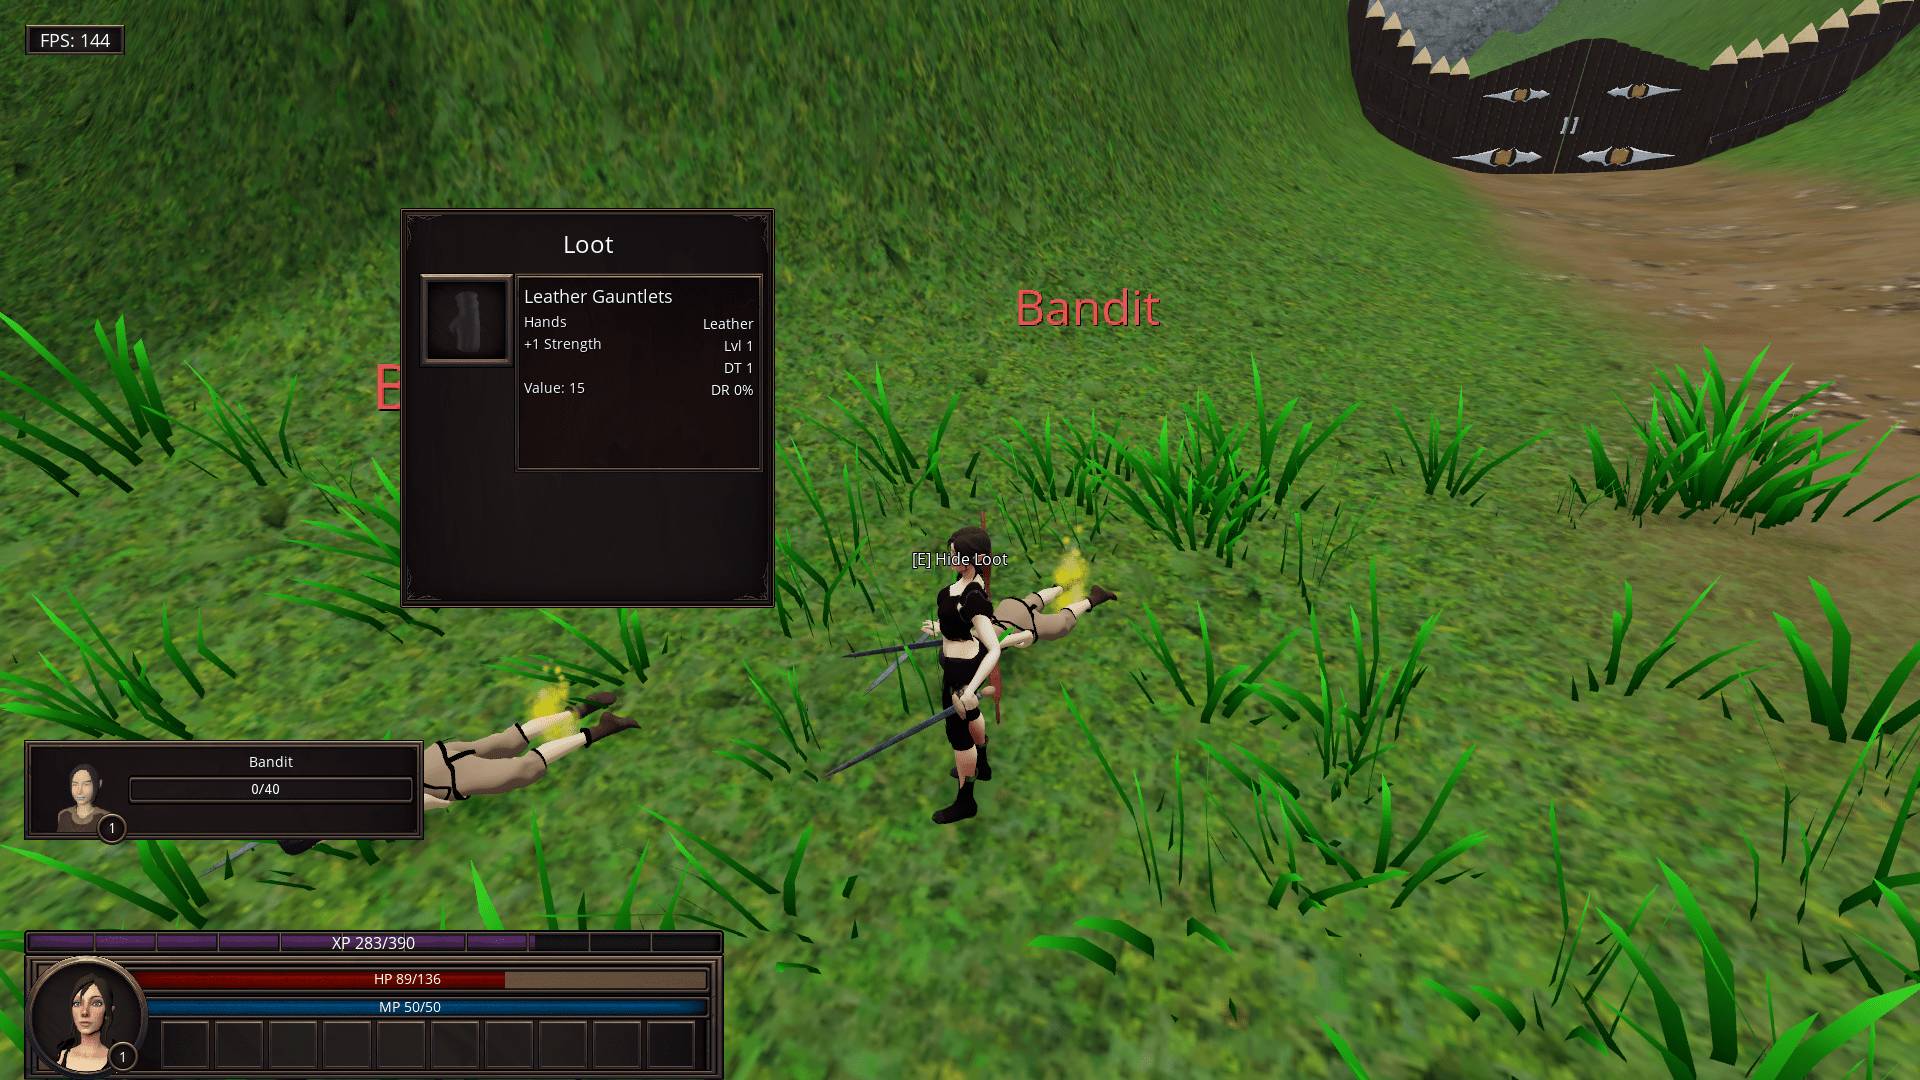 FPS: 144
Loot
Leather Gauntlets
Hands
Leather
+1 Strength
Lvl 1
DT 1
Value: 15
DR 0%
Bandit
B
[E] Hide Loot
Bandit
0/40
1
XP 283/390
HP 89/136
MP 50/50
1